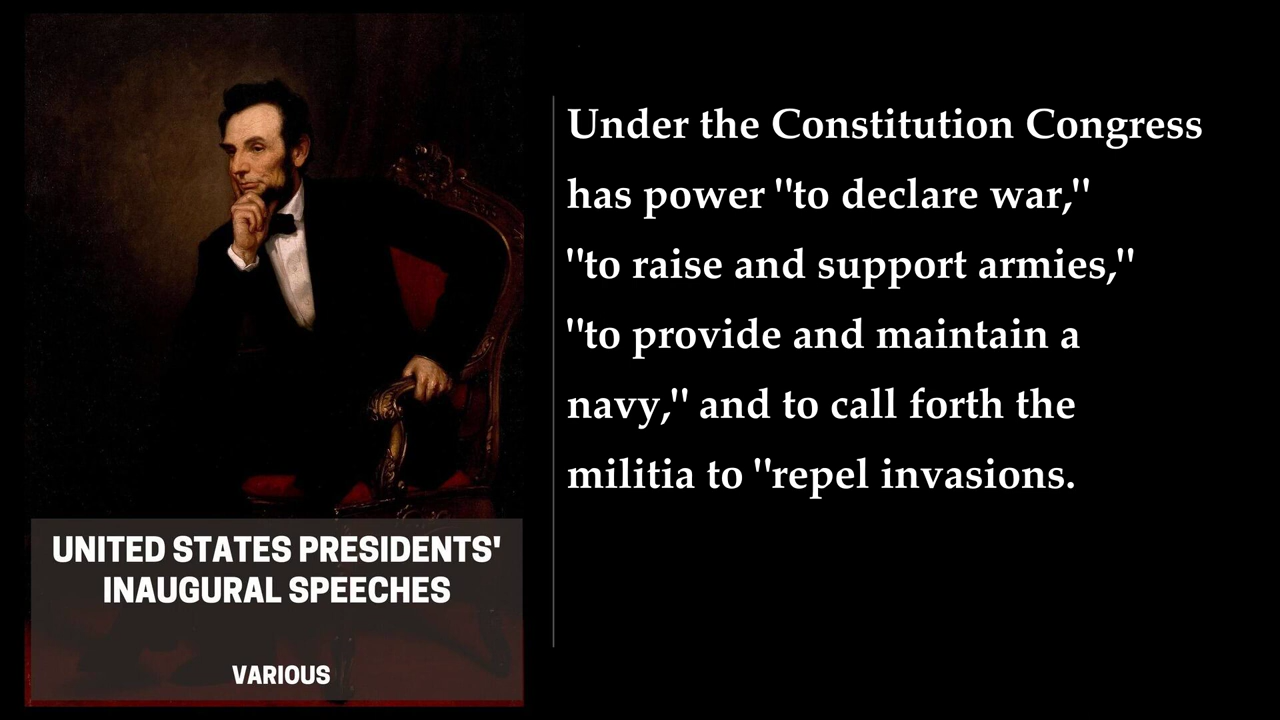 UNITED STATES PRESIDENTS'
INAUGURAL SPEECHES
VARIOUS
Under the Constitution Congress
has power "to declare war,"
"to raise and support armies,"
"to provide and maintain a
navy," and to call forth the
militia to "repel invasions.